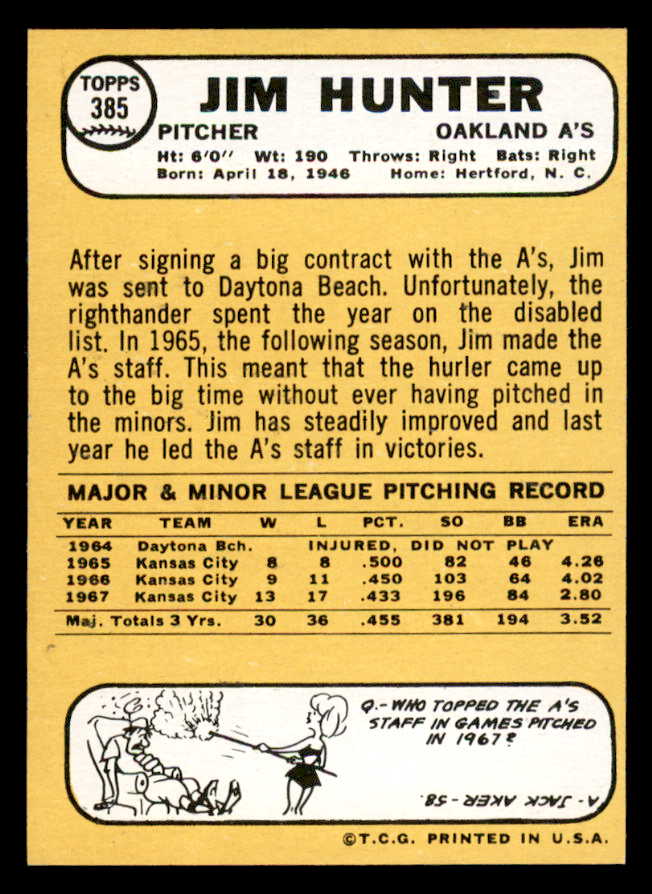 TOPPS
385
JIM HUNTER
PITCHER OAKLAND A'S
Ht: 6'0" Wt: 190 Throws: Right Bats: Right
Born: April 18, 1946 Home: Hertford, N. C.
After signing a big contract with the A's, Jim
was sent to Daytona Beach. Unfortunately, the
righthander spent the year on the disabled
list. In 1965, the following season, Jim made the
A's staff. This meant that the hurler came up
to the big time without ever having pitched in
the minors. Jim has steadily improved and last
year he led the A's staff in victories.
MAJOR & MINOR LEAGUE PITCHING RECORD
YEAR TEAM W L PCT. SO BB ERA
1964 Daytona Bch. INJURED, DID NOT PLAY
1965 Kansas City 8 8 .500 82 46 4.26
1966 Kansas City 9 11 .450 103 64 4.02
1967 Kansas City 13 17 .433 196 84 2.80
Maj. Totals 3 Yrs. 30 36 .455 381 194 3.52
Q.-WHO TOPPED THE A'S
STAFF IN GAMES PITCHED
IN 1967?
A- JACK AKER-58.
©T.C.G. PRINTED IN U.S.A.